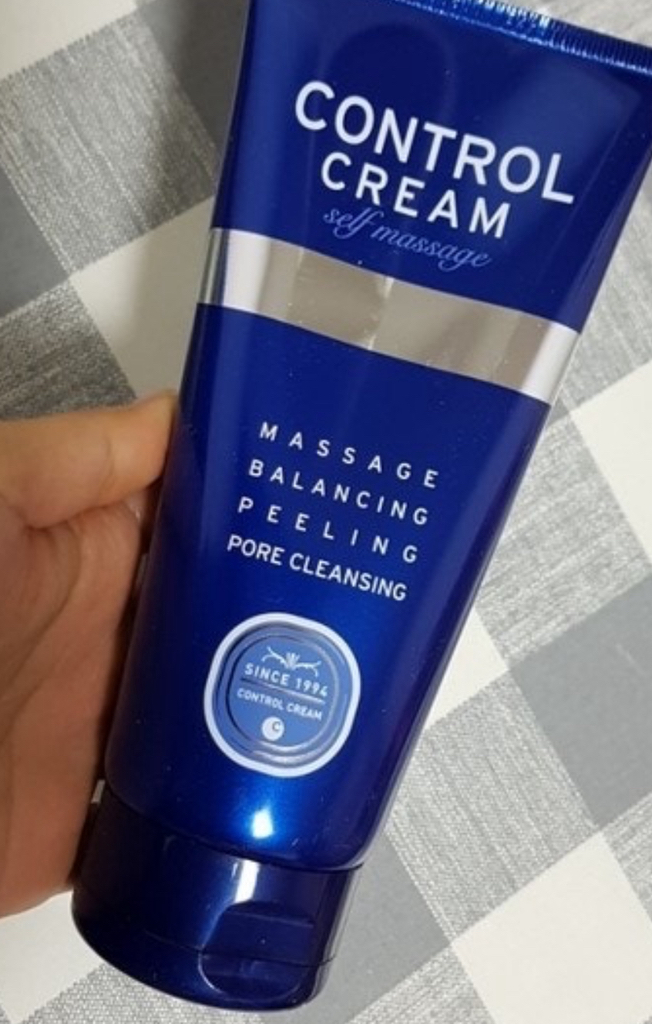 CONTROL
CREAM
self massage
MASSAGE
BALANCING
PEELING
PORE CLEANSING
SINCE 1994
CONTROL CREAM
C